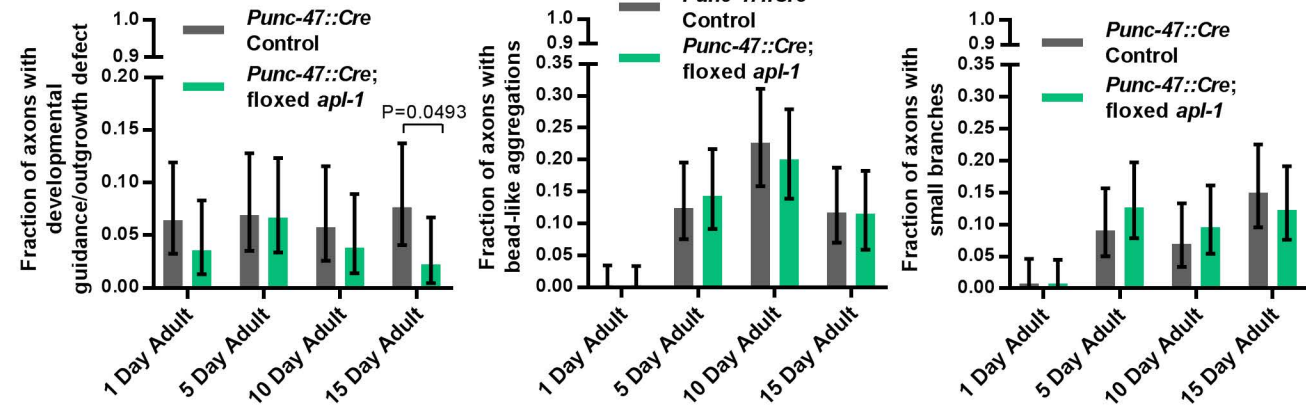 Fraction of axons with
developmental
guidance/outgrowth defect
1.0
0.9
0.20
0.15
0.10
0.05
0.00
Punc-47::Cre
Control
Punc-47::Cre;
floxed apl-1
P=0.0493
1 Day Adult
5 Day Adult
10 Day Adult
15 Day Adult
Fraction of axons with
bead-like aggregations
1.0
0.9
0.35
0.30
0.25
0.20
0.15
0.10
0.05
0.00
Punc-47::Cre
Control
Punc-47::Cre;
floxed apl-1
1 Day Adult
5 Day Adult
10 Day Adult
15 Day Adult
Fraction of axons with
small branches
1.0
0.9
0.35
0.30
0.25
0.20
0.15
0.10
0.05
0.00
Punc-47::Cre
Control
Punc-47::Cre;
floxed apl-1
1 Day Adult
5 Day Adult
10 Day Adult
15 Day Adult